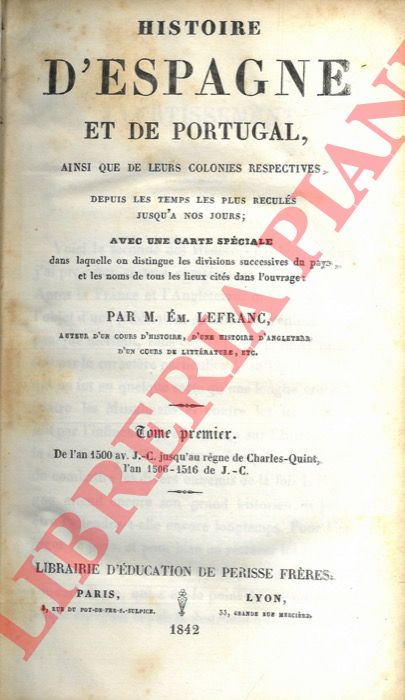 HISTOIRE
D'ESPAGNE
ET DE PORTUGAL,
AINSI QUE DE LEURS COLONIES RESPECTIVES,
DEPUIS LES TEMPS LES PLUS RECULÉS
JUSQU'A NOS JOURS;
AVEC UNE CARTE SPÉCIALE
dans laquelle on distingue les divisions successives du pays,
et les noms de tous les lieux cités dans l'ouvrage:
PAR M. ÉM. LEFRANC,
AUTEUR D'UN COURS D'HISTOIRE, D'UNE HISTOIRE D'ANGLETERRE
D'UN COURS DE LITTÉRATURE, ETC.
Tome premier.
De l'an 1500 av. J.-C. jusqu'au règne de Charles-Quint,
l'an 1506-1516 de J.-C.
LIBRAIRIE D'ÉDUCATION DE PERISSE FRÈRES.
PARIS, LYON,
8, RUE DU POT-DE-FER-S.-SULPICE. 33, GRANDE RUE MERCIÈRE.
1842
LIBRERIA PIANI
LIBRERIA PIANI